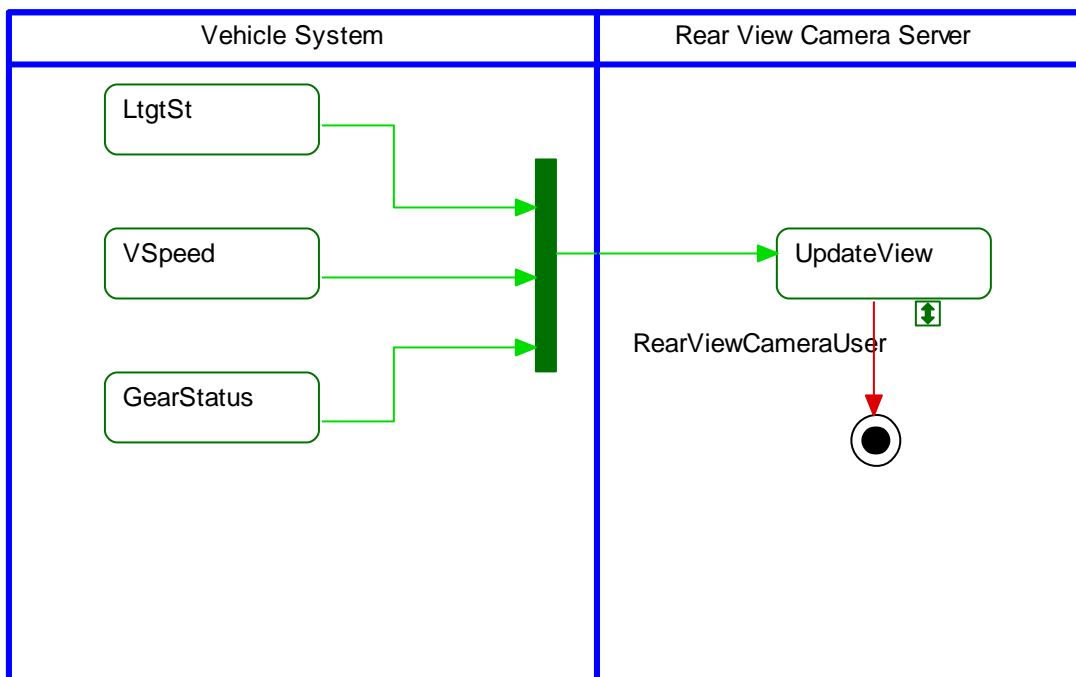 Vehicle System
Rear View Camera Server
LtgtSt
VSpeed
UpdateView
RearViewCameraUser
GearStatus